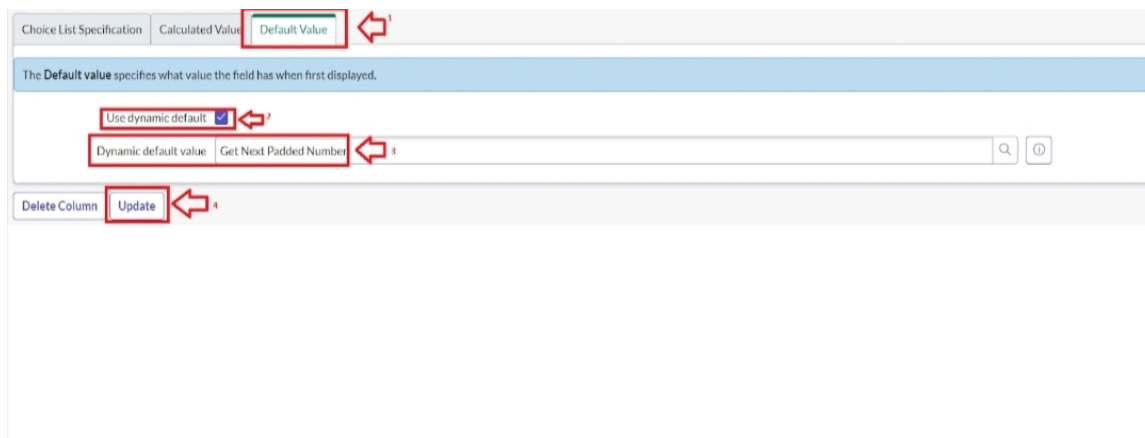 Choice List Specification Calculated Value Default Value 1
The Default value specifies what value the field has when first displayed.
Use dynamic default 2
Dynamic default value Get Next Padded Number 3
Delete Column Update 4